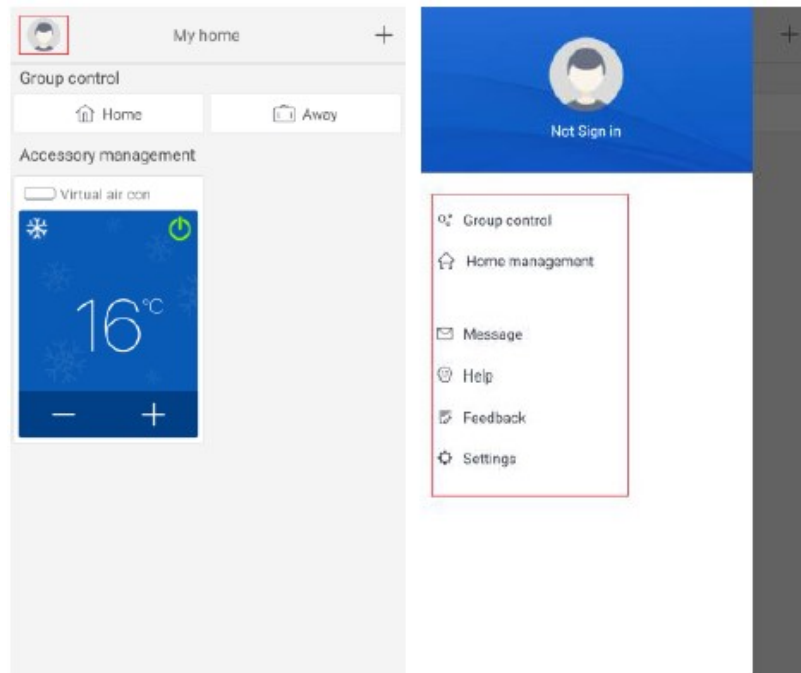 My home
Group control
Home
Away
Accessory management
Virtual air con
16°C
Not Sign in
Group control
Home management
Message
Help
Feedback
Settings